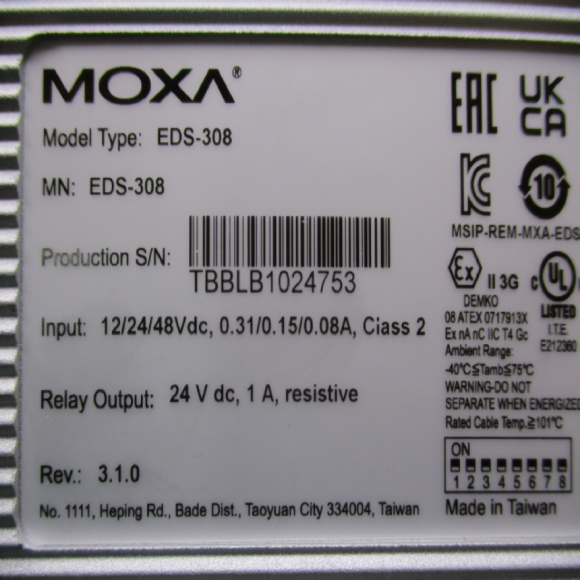 MOXA®
Model Type: EDS-308
MN: EDS-308
Production S/N:
TBBLB1024753
Input: 12/24/48Vdc, 0.31/0.15/0.08A, Class 2
Relay Output: 24 V dc, 1 A, resistive
Rev.: 3.1.0
No. 1111, Heping Rd., Bade Dist., Taoyuan City 334004, Taiwan
EAC
UK
CA
KC
10
MSIP-REM-MXA-EDS
Ex II 3G
C UL
LISTED
I.T.E.
E212360
DEMKO
08 ATEX 0717913X
Ex nA nC IIC T4 Gc
Ambient Range:
-40°C≦Tamb≦75°C
WARNING-DO NOT
SEPARATE WHEN ENERGIZED
Rated Cable Temp.≧101°C
ON
1 2 3 4 5 6 7 8
Made in Taiwan